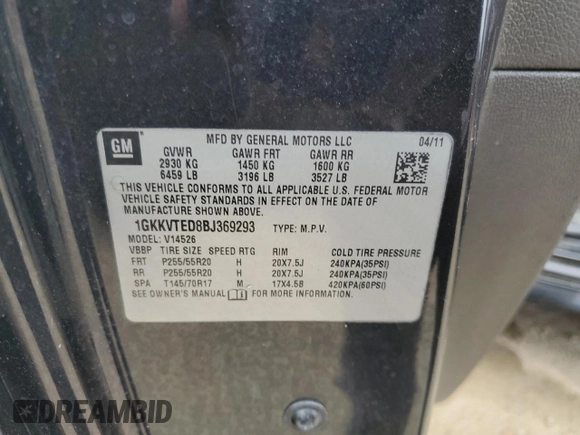 GM
MFD BY GENERAL MOTORS LLC 04/11
GVWR GAWR FRT GAWR RR
2930 KG 1450 KG 1600 KG
6459 LB 3196 LB 3527 LB
THIS VEHICLE CONFORMS TO ALL APPLICABLE U.S. FEDERAL MOTOR
VEHICLE SAFETY STANDARDS IN EFFECT ON THE DATE OF
MANUFACTURE SHOWN ABOVE.
1GKKVTED8BJ369293 TYPE: M.P.V.
MODEL: V14526
VBBP TIRE SIZE SPEED RTG RIM COLD TIRE PRESSURE
FRT P255/55R20 H 20X7.5J 240KPA(35PSI)
RR P255/55R20 H 20X7.5J 240KPA(35PSI)
SPA T145/70R17 M 17X4.5B 420KPA(60PSI)
SEE OWNER'S MANUAL i FOR MORE INFORMATION.
DREAMBID